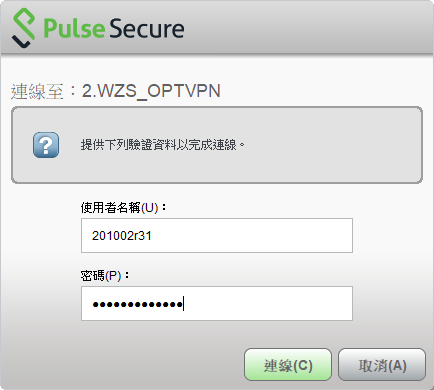 Pulse Secure
連線至：2.WZS_OPTVPN
提供下列驗證資料以完成連線。
使用者名稱(U)：
201002r31
密碼(P)：
●●●●●●●●●●●●●
連線(C)
取消(A)